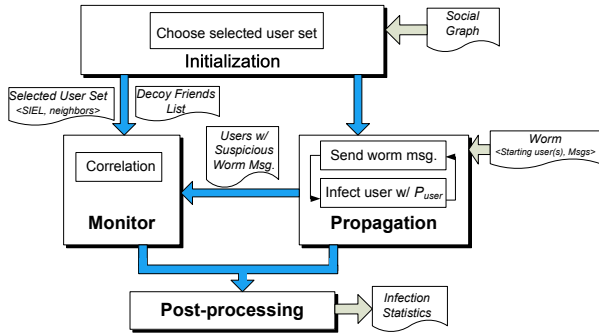 Choose selected user set
Initialization
Social
Graph
Selected User Set
<SIEL, neighbors>
Decoy Friends
List
Users w/
Suspicious
Worm Msg.
Worm
<Starting user(s), Msgs>
Correlation
Monitor
Send worm msg.
Infect user w/ Puser
Propagation
Post-processing
Infection
Statistics